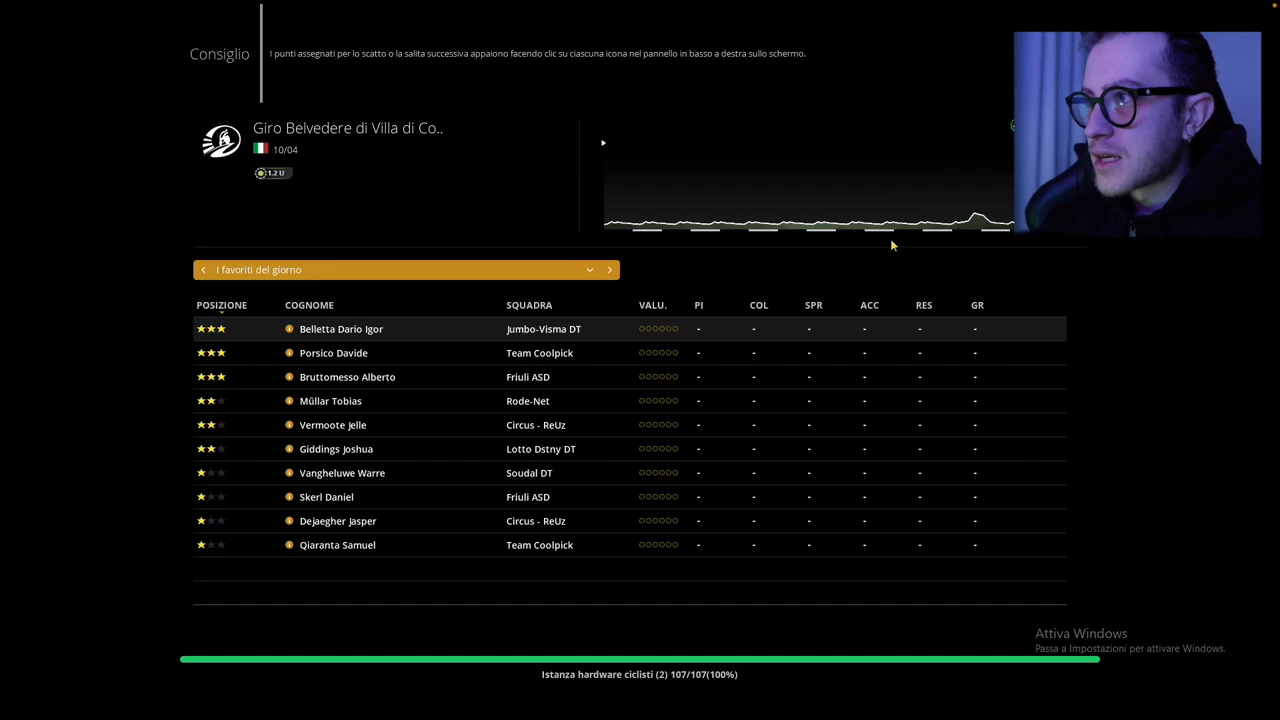 Consiglio
I punti assegnati per lo scatto o la salita successiva appaiono facendo clic su ciascuna icona nel pannello in basso a destra sullo schermo.
Giro Belvedere di Villa di Co..
10/04
1.2 U
I favoriti del giorno
POSIZIONE COGNOME SQUADRA VALU. PI COL SPR ACC RES GR
Belletta Dario Igor Jumbo-Visma DT - - - - - -
Porsico Davide Team Coolpick - - - - - -
Bruttomesso Alberto Friuli ASD - - - - - -
Mûllar Tobias Rode-Net - - - - - -
Vermoote Jelle Circus - ReUz - - - - - -
Giddings Joshua Lotto Dstny DT - - - - - -
Vangheluwe Warre Soudal DT - - - - - -
Skerl Daniel Friuli ASD - - - - - -
Dejaegher Jasper Circus - ReUz - - - - - -
Qiaranta Samuel Team Coolpick - - - - - -
Attiva Windows
Passa a Impostazioni per attivare Windows.
Istanza hardware ciclisti (2) 107/107(100%)